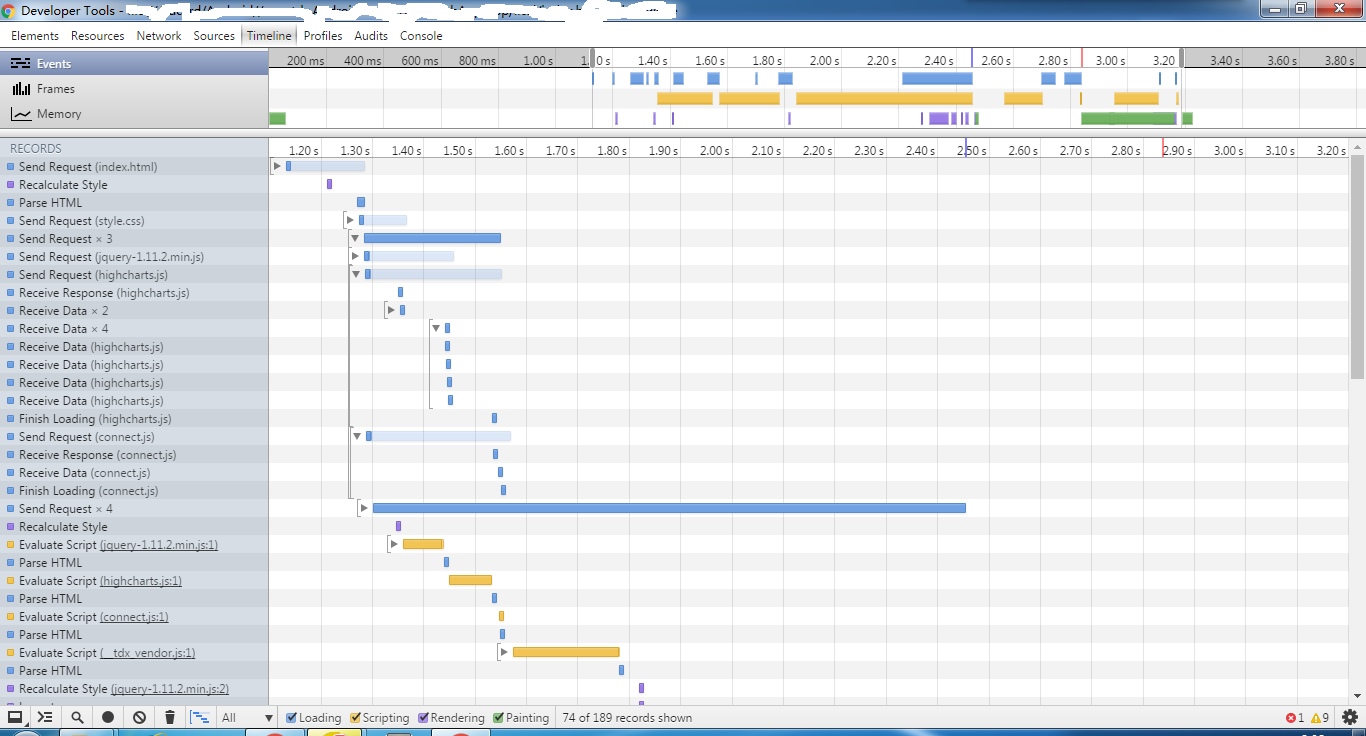 Developer Tools -
Elements Resources Network Sources Timeline Profiles Audits Console
Events
Frames
Memory
200 ms 400 ms 600 ms 800 ms 1.00 s 1.40 s 1.60 s 1.80 s 2.00 s 2.20 s 2.40 s 2.60 s 2.80 s 3.00 s 3.20 3.40 s 3.60 s 3.80 s
RECORDS
1.20 s 1.30 s 1.40 s 1.50 s 1.60 s 1.70 s 1.80 s 1.90 s 2.00 s 2.10 s 2.20 s 2.30 s 2.40 s 2.50 s 2.60 s 2.70 s 2.80 s 2.90 s 3.00 s 3.10 s 3.20 s
Send Request (index.html)
Recalculate Style
Parse HTML
Send Request (style.css)
Send Request × 3
Send Request (jquery-1.11.2.min.js)
Send Request (highcharts.js)
Receive Response (highcharts.js)
Receive Data × 2
Receive Data × 4
Receive Data (highcharts.js)
Receive Data (highcharts.js)
Receive Data (highcharts.js)
Receive Data (highcharts.js)
Finish Loading (highcharts.js)
Send Request (connect.js)
Receive Response (connect.js)
Receive Data (connect.js)
Finish Loading (connect.js)
Send Request × 4
Recalculate Style
Evaluate Script (jquery-1.11.2.min.js:1)
Parse HTML
Evaluate Script (highcharts.js:1)
Parse HTML
Evaluate Script (connect.js:1)
Parse HTML
Evaluate Script (__tdx_vendor.js:1)
Parse HTML
Recalculate Style (jquery-1.11.2.min.js:2)
All Loading Scripting Rendering Painting 74 of 189 records shown 1 9